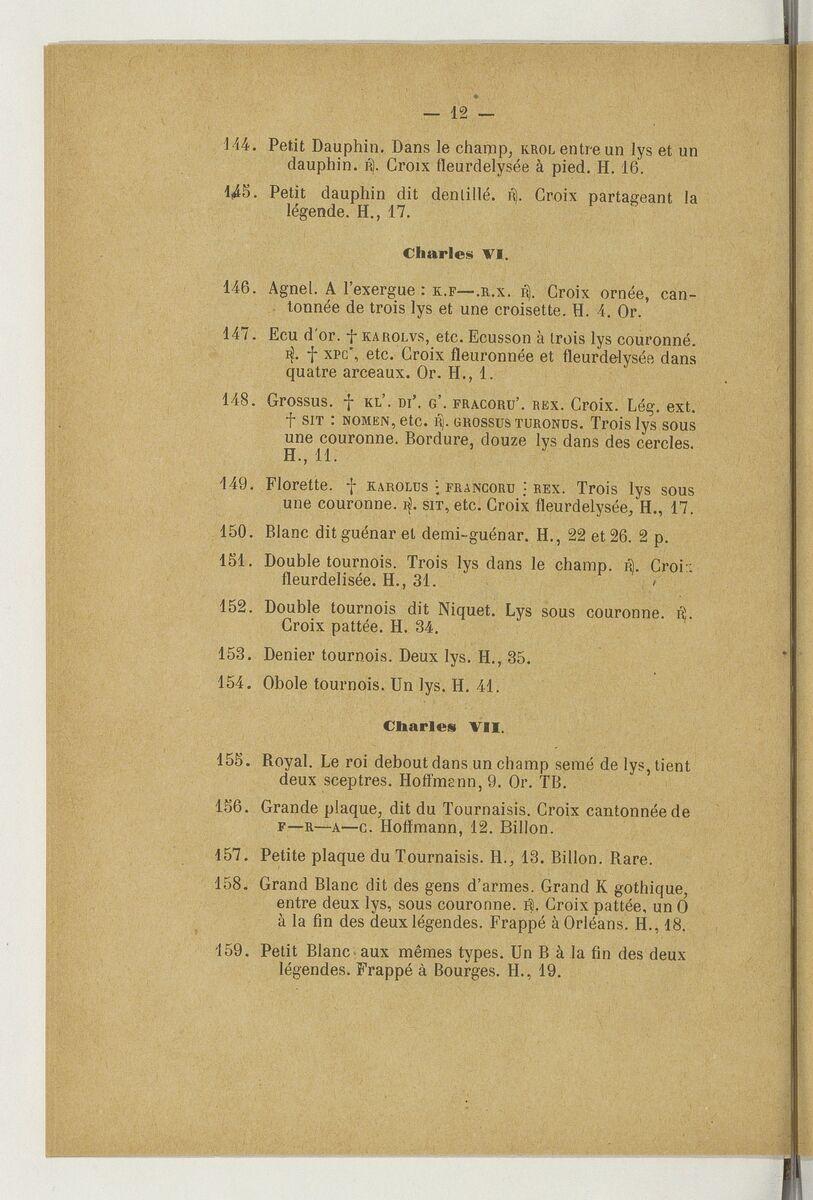 — 12 —
144. Petit Dauphin. Dans le champ, KROL entre un lys et un
dauphin. ℟. Croix fleurdelysée à pied. H. 16.
145. Petit dauphin dit dentillé. ℟. Croix partageant la
légende. H., 17.
Charles VI.
146. Agnel. A l'exergue : K.F—.R.X. ℟. Croix ornée, can-
tonnée de trois lys et une croisette. H. 4. Or.
147. Ecu d'or. † KAROLVS, etc. Ecusson à trois lys couronné.
℟. † XPC*, etc. Croix fleuronnée et fleurdelysée dans
quatre arceaux. Or. H., 1.
148. Grossus. † KL'. DI'. G'. FRACORU'. REX. Croix. Lég. ext.
† SIT : NOMEN, etc. ℟. GROSSUS TURONUS. Trois lys sous
une couronne. Bordure, douze lys dans des cercles.
H., 11.
149. Florette. † KAROLUS ⁝ FRANCORU ⁝ REX. Trois lys sous
une couronne. ℟. SIT, etc. Croix fleurdelysée, H., 17.
150. Blanc dit guénar et demi-guénar. H., 22 et 26. 2 p.
151. Double tournois. Trois lys dans le champ. ℟. Croix
fleurdelisée. H., 31.
152. Double tournois dit Niquet. Lys sous couronne. ℟.
Croix pattée. H. 34.
153. Denier tournois. Deux lys. H., 35.
154. Obole tournois. Un lys. H. 41.
Charles VII.
155. Royal. Le roi debout dans un champ semé de lys, tient
deux sceptres. Hoffmann, 9. Or. TB.
156. Grande plaque, dit du Tournaisis. Croix cantonnée de
F—R—A—C. Hoffmann, 12. Billon.
157. Petite plaque du Tournaisis. H., 13. Billon. Rare.
158. Grand Blanc dit des gens d'armes. Grand K gothique,
entre deux lys, sous couronne. ℟. Croix pattée, un O
à la fin des deux légendes. Frappé à Orléans. H., 18.
159. Petit Blanc aux mêmes types. Un B à la fin des deux
légendes. Frappé à Bourges. H., 19.